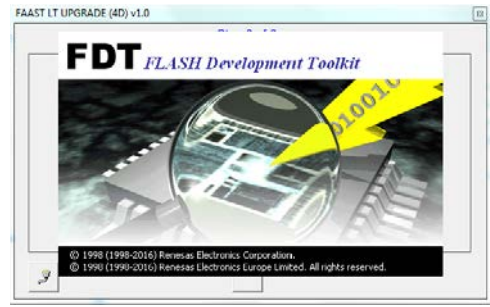 FAAST LT UPGRADE (4D) v1.0
FDT FLASH Development Toolkit
010010
© 1998 (1998-2016) Renesas Electronics Corporation.
© 1998 (1998-2016) Renesas Electronics Europe Limited. All rights reserved.